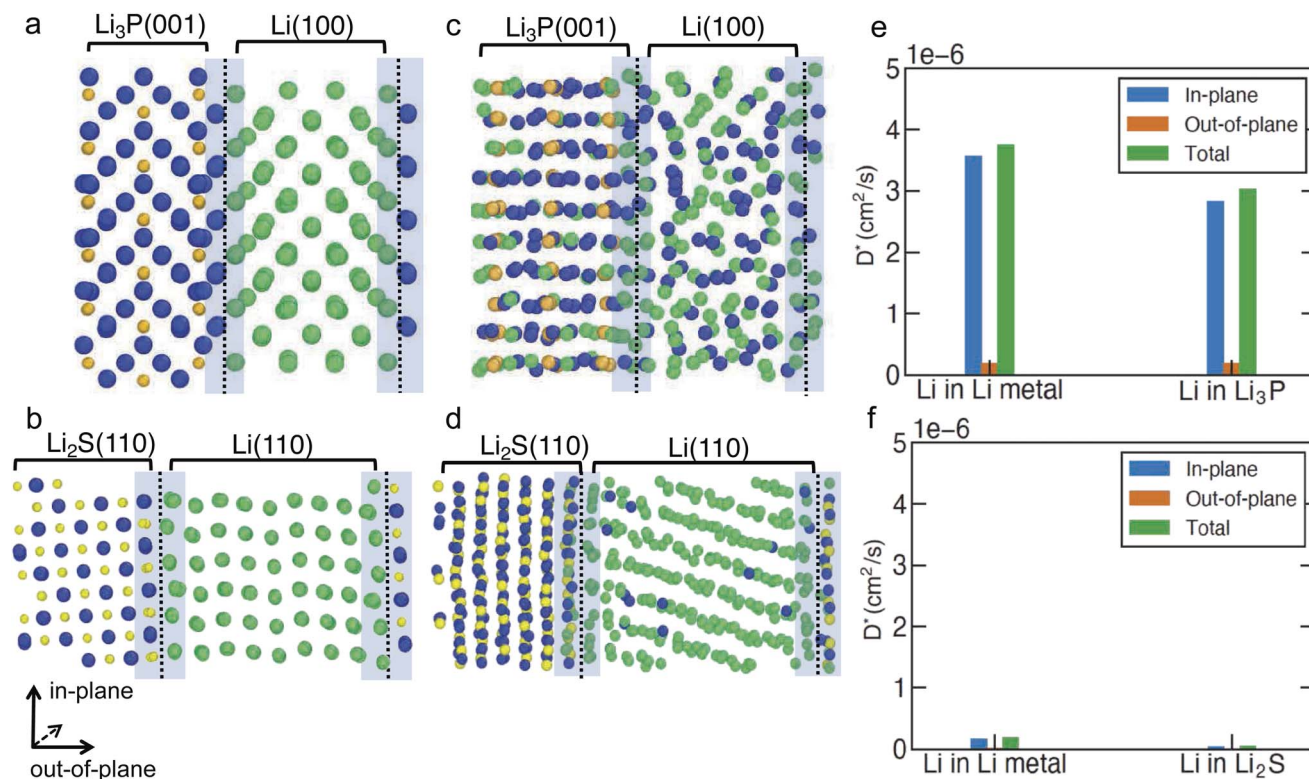 a
Li₃P(001)
Li(100)
c
Li₃P(001)
Li(100)
b
Li₂S(110)
Li(110)
d
Li₂S(110)
Li(110)
in-plane
out-of-plane
e
1e-6
5
4
3
2
1
0
D* (cm²/s)
In-plane
Out-of-plane
Total
Li in Li metal
Li in Li₃P
f
1e-6
5
4
3
2
1
0
D* (cm²/s)
In-plane
Out-of-plane
Total
Li in Li metal
Li in Li₂S